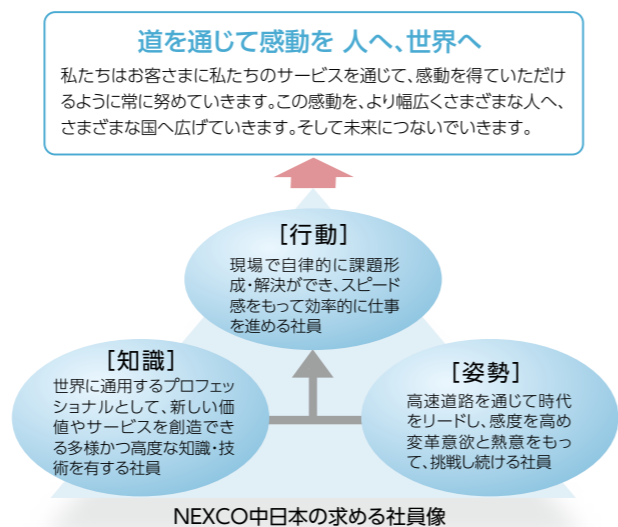 道を通じて感動を 人へ、世界へ
私たちはお客さまに私たちのサービスを通じて、感動を得ていただけ
るように常に努めていきます。この感動を、より幅広くさまざまな人へ、
さまざまな国へ広げていきます。そして未来につないでいきます。
[行動]
現場で自律的に課題形
成・解決ができ、スピード
感をもって効率的に仕事
を進める社員
[知識]
世界に通用するプロフェッ
ショナルとして、新しい価
値やサービスを創造でき
る多様かつ高度な知識・技
術を有する社員
[姿勢]
高速道路を通じて時代
をリードし、感度を高め
変革意欲と熱意をもっ
て、挑戦し続ける社員
NEXCO中日本の求める社員像